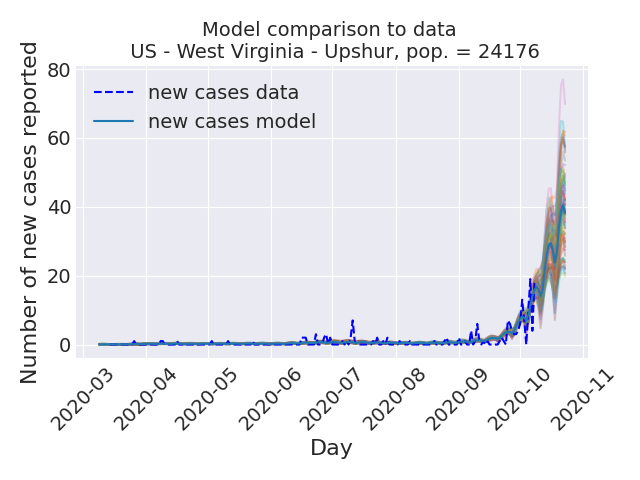 Model comparison to data
US - West Virginia - Upshur, pop. = 24176
Number of new cases reported
80
60
40
20
0
new cases data
new cases model
2020-03
2020-04
2020-05
2020-06
2020-07
2020-08
2020-09
2020-10
2020-11
Day